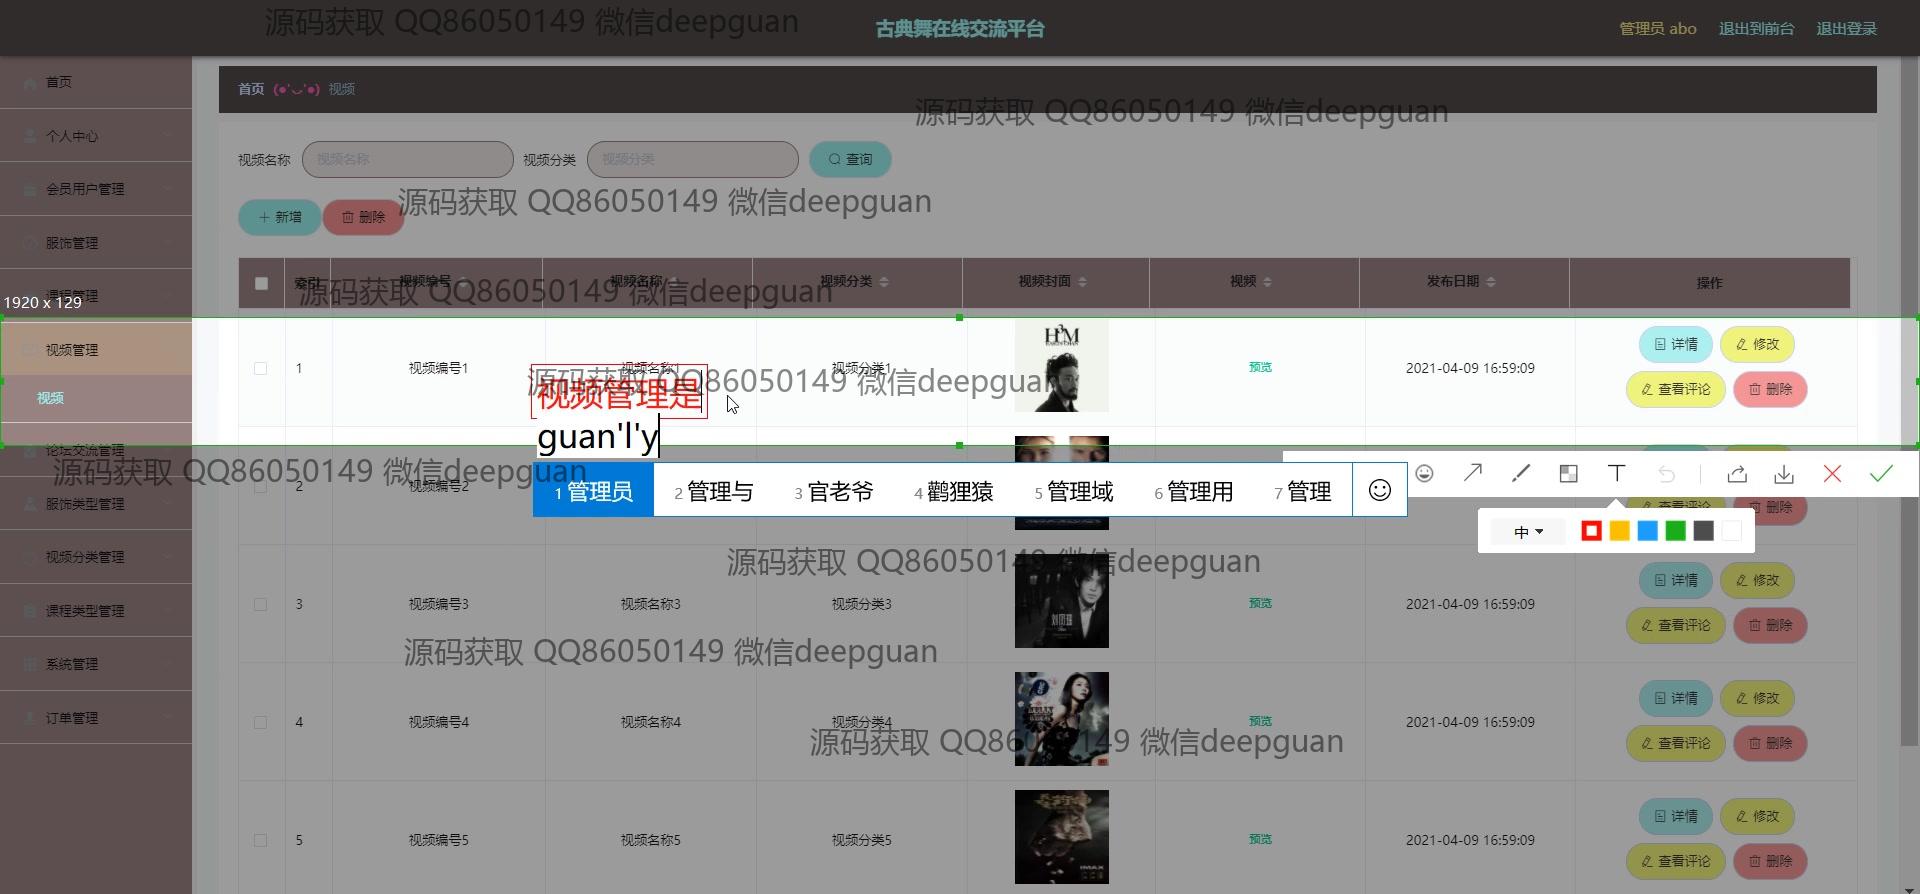 源码获取 QQ86050149 微信deepguan
古典舞在线交流平台
管理员 abo 退出到前台 退出登录
首页
首页 (●'◡'●) 视频
源码获取 QQ86050149 微信deepguan
个人中心
视频名称 视频名称 视频分类 视频分类 查询
会员用户管理
源码获取 QQ86050149 微信deepguan
新增 删除
服饰管理
索引 视频编号 视频名称 视频分类 视频封面 视频 发布日期 操作
源码获取 QQ86050149 微信deepguan
课程管理
1920 x 129
视频管理
1 视频编号1 视频名称1 视频分类1 预览 2021-04-09 16:59:09
H3M
详情 修改
查看评论 删除
源码获取 QQ86050149 微信deepguan
视频管理是
视频
guan'l'y
论坛交流管理
源码获取 QQ86050149 微信deepguan
2 视频编号2
1 管理员 2 管理与 3 官老爷 4 鹳狸猿 5 管理域 6 管理用 7 管理
服饰类型管理
查看评论 删除
中
视频分类管理
源码获取 QQ86050149 微信deepguan
课程类型管理
3 视频编号3 视频名称3 视频分类3 预览 2021-04-09 16:59:09
详情 修改
查看评论 删除
源码获取 QQ86050149 微信deepguan
系统管理
订单管理
4 视频编号4 视频名称4 视频分类4 预览 2021-04-09 16:59:09
详情 修改
查看评论 删除
源码获取 QQ86050149 微信deepguan
5 视频编号5 视频名称5 视频分类5 预览 2021-04-09 16:59:09
IMAX
详情 修改
查看评论 删除